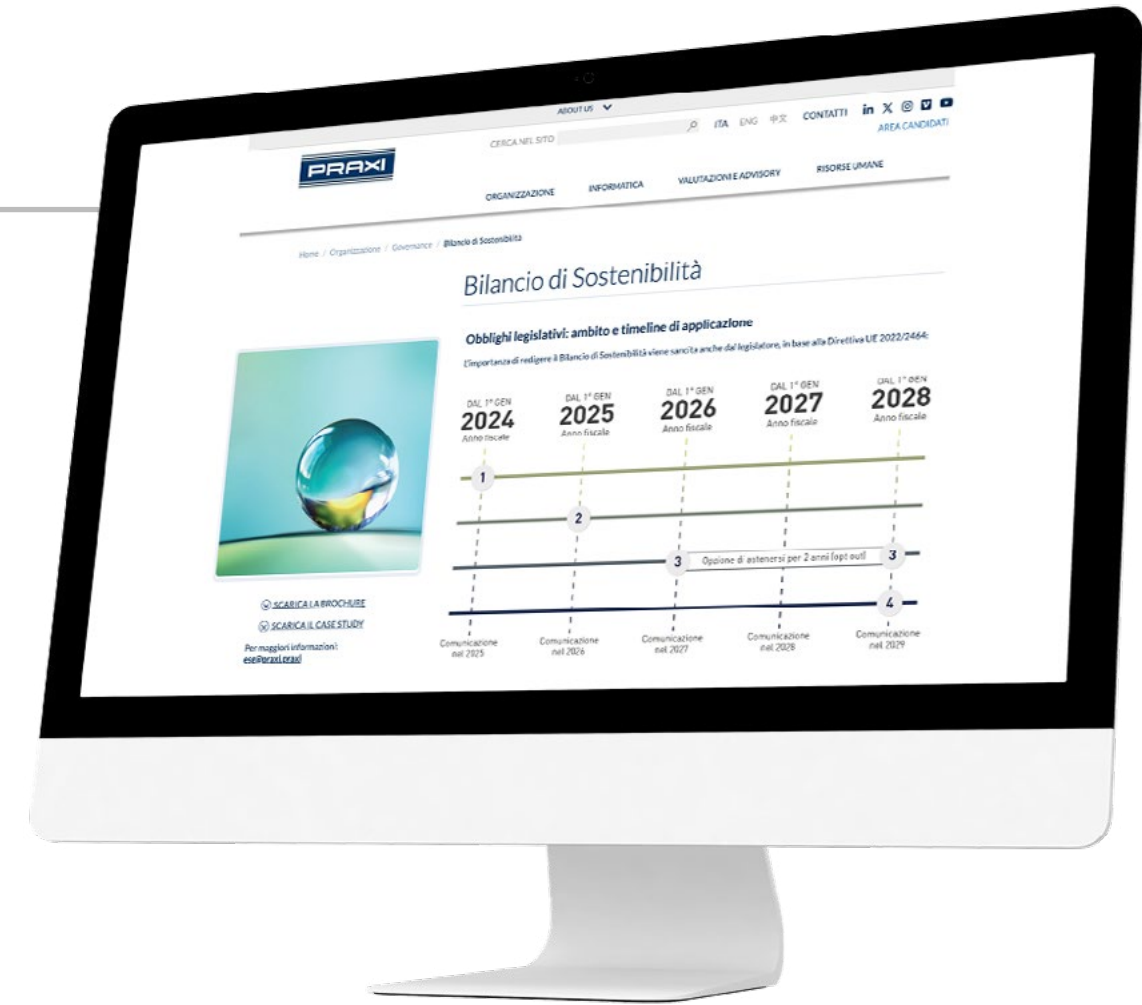 ABOUT US
CERCA NEL SITO
ITA ENG 中文 CONTATTI
AREA CANDIDATI
PRAXI
ORGANIZZAZIONE INFORMATICA VALUTAZIONI E ADVISORY RISORSE UMANE
Home / Organizzazione / Governance / Bilancio di Sostenibilità
Bilancio di Sostenibilità
Obblighi legislativi: ambito e timeline di applicazione
L'importanza di redigere il Bilancio di Sostenibilità viene sancita anche dal legislatore, in base alla Direttiva UE 2022/2464:
DAL 1° GEN
2024
Anno fiscale
DAL 1° GEN
2025
Anno fiscale
DAL 1° GEN
2026
Anno fiscale
DAL 1° GEN
2027
Anno fiscale
DAL 1° GEN
2028
Anno fiscale
1
2
3 Opzione di astenersi per 2 anni (opt out) 3
4
Comunicazione
nel 2025
Comunicazione
nel 2026
Comunicazione
nel 2027
Comunicazione
nel 2028
Comunicazione
nel 2029
SCARICA LA BROCHURE
SCARICA IL CASE STUDY
Per maggiori informazioni:
esg@praxi.praxi